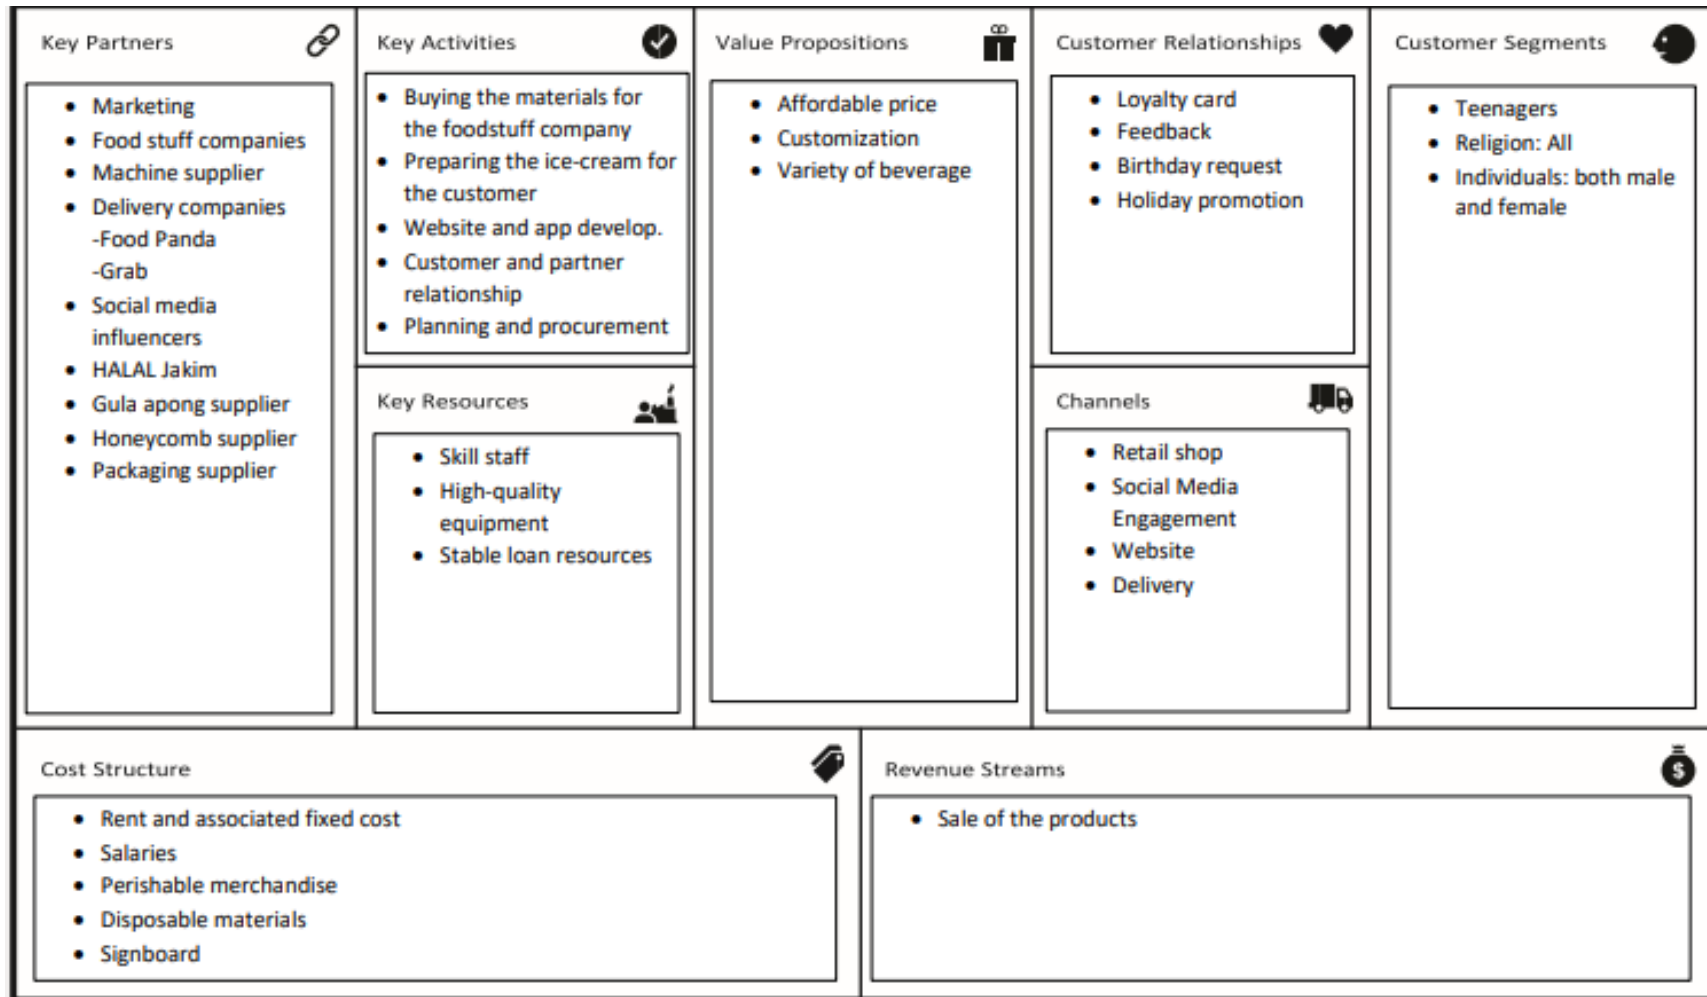 Key Partners
• Marketing
• Food stuff companies
• Machine supplier
• Delivery companies
-Food Panda
-Grab
• Social media
influencers
• HALAL Jakim
• Gula apong supplier
• Honeycomb supplier
• Packaging supplier
Key Activities
• Buying the materials for
the foodstuff company
• Preparing the ice-cream for
the customer
• Website and app develop.
• Customer and partner
relationship
• Planning and procurement
Key Resources
• Skill staff
• High-quality
equipment
• Stable loan resources
Value Propositions
• Affordable price
• Customization
• Variety of beverage
Customer Relationships
• Loyalty card
• Feedback
• Birthday request
• Holiday promotion
Channels
• Retail shop
• Social Media
Engagement
• Website
• Delivery
Customer Segments
• Teenagers
• Religion: All
• Individuals: both male
and female
Cost Structure
• Rent and associated fixed cost
• Salaries
• Perishable merchandise
• Disposable materials
• Signboard
Revenue Streams
$
• Sale of the products